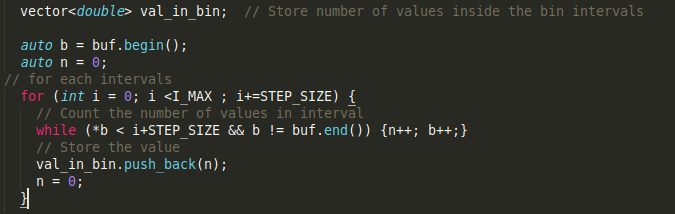 vector<double> val_in_bin;  // Store number of values inside the bin intervals
auto b = buf.begin();
auto n = 0;
// for each intervals
for (int i = 0; i <I_MAX ; i+=STEP_SIZE) {
// Count the number of values in interval
while (*b < i+STEP_SIZE && b != buf.end()) {n++; b++;}
// Store the value
val_in_bin.push_back(n);
n = 0;
}